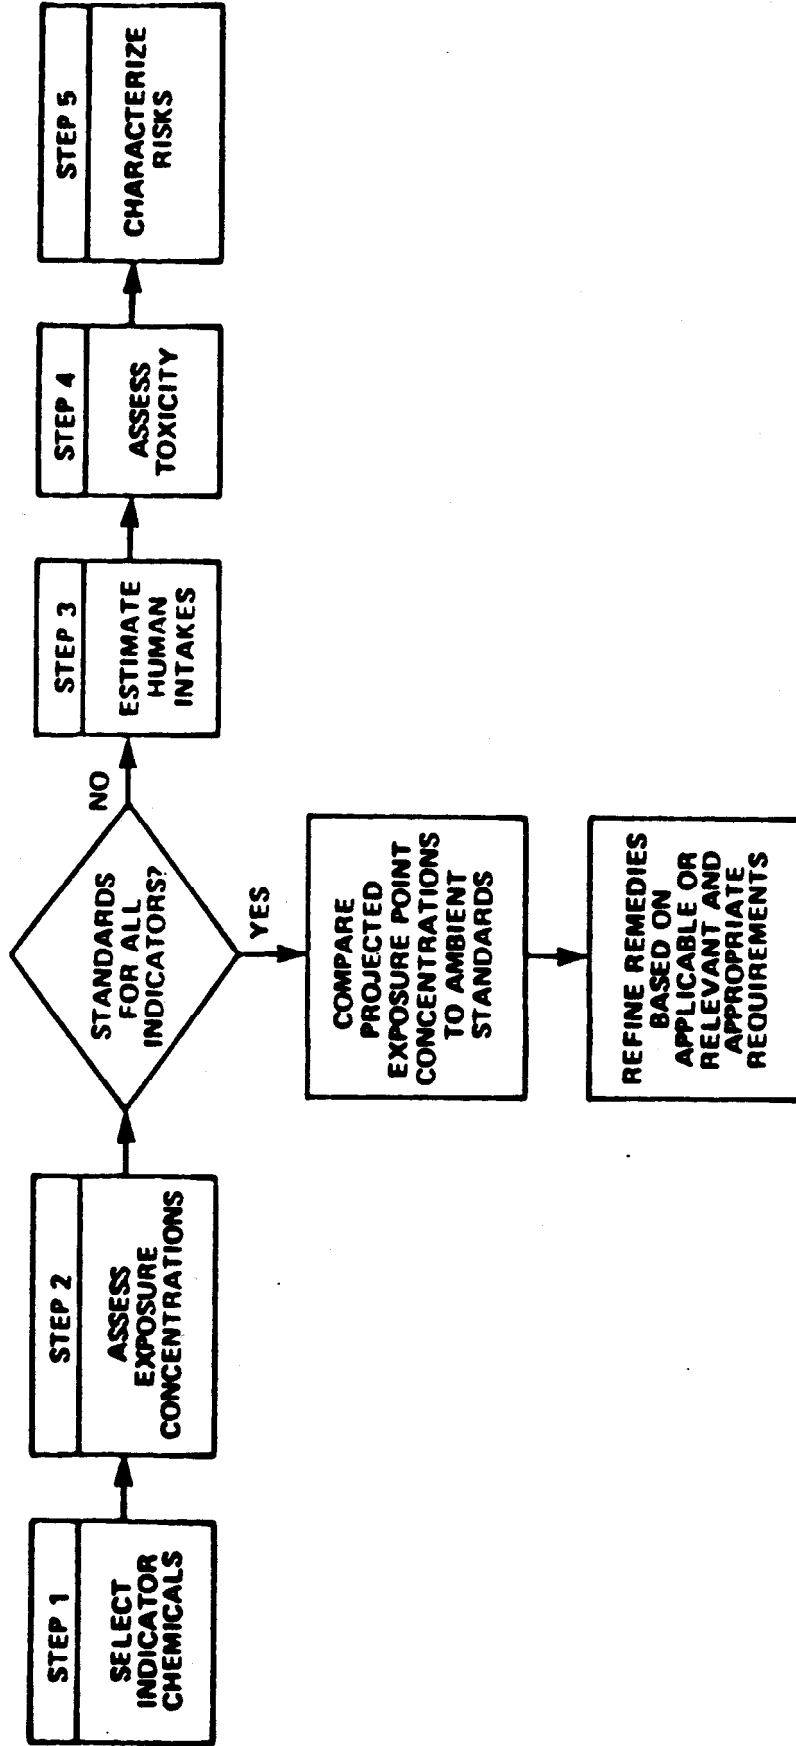 STEP 1
SELECT
INDICATOR
CHEMICALS
STEP 2
ASSESS
EXPOSURE
CONCENTRATIONS
STANDARDS
FOR ALL
INDICATORS?
NO
YES
STEP 3
ESTIMATE
HUMAN
INTAKES
STEP 4
ASSESS
TOXICITY
STEP 5
CHARACTERIZE
RISKS
COMPARE
PROJECTED
EXPOSURE POINT
CONCENTRATIONS
TO AMBIENT
STANDARDS
REFINE REMEDIES
BASED ON
APPLICABLE OR
RELEVANT AND
APPROPRIATE
REQUIREMENTS